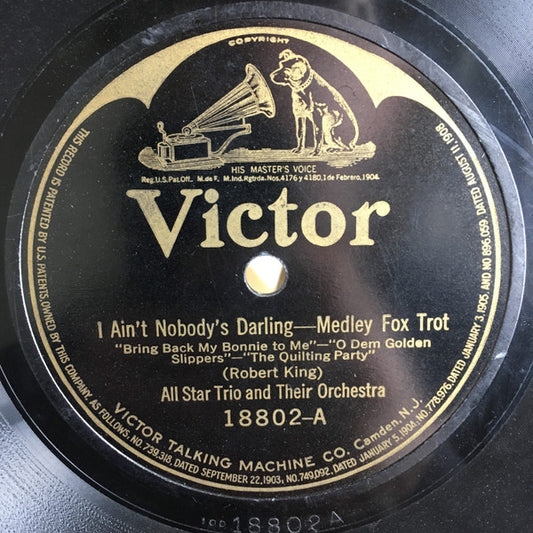 COPYRIGHT
HIS MASTER'S VOICE
Reg.U.S.Pat.Off. M.de F. M.Ind.Rgtrda.Nos.4176 y 4180,1 de Febrero,1904.
Victor
I Ain't Nobody's Darling—Medley Fox Trot
"Bring Back My Bonnie to Me"—"O Dem Golden
Slippers"—"The Quilting Party"
(Robert King)
All Star Trio and Their Orchestra
18802-A
VICTOR TALKING MACHINE CO. Camden, N.J.
THIS RECORD IS PATENTED BY U.S. PATENTS, OWNED BY THIS COMPANY, AS FOLLOWS, NO.739,318, DATED SEPTEMBER 22,1903, NO.749,092, DATED JANUARY 5,1904, NO.778,976, DATED JANUARY 3,1905, AND NO 896,059, DATED AUGUST 11,1908
18802A